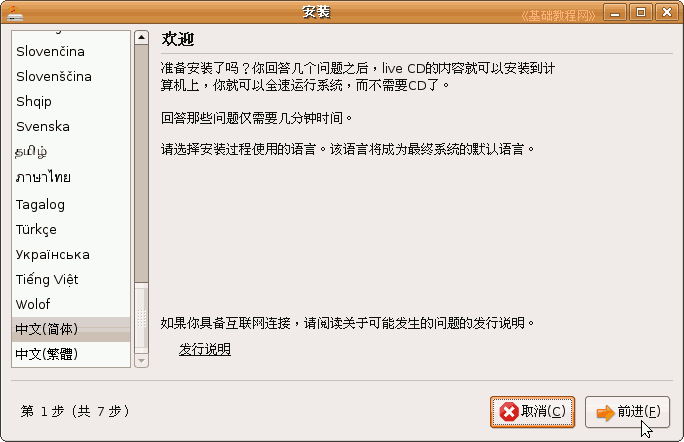 安装
《基础教程网》
Slovenčina
Slovenščina
Shqip
Svenska
தமிழ்
ภาษาไทย
Tagalog
Türkçe
Українська
Tiếng Việt
Wolof
中文(简体)
中文(繁體)
欢迎
准备安装了吗？你回答几个问题之后，live CD的内容就可以安装到计
算机上，你就可以全速运行系统，而不需要CD了。
回答那些问题仅需要几分钟时间。
请选择安装过程使用的语言。该语言将成为最终系统的默认语言。
如果你具备互联网连接，请阅读关于可能发生的问题的发行说明。
发行说明
第 1 步 (共 7 步)
取消(C)
前进(F)